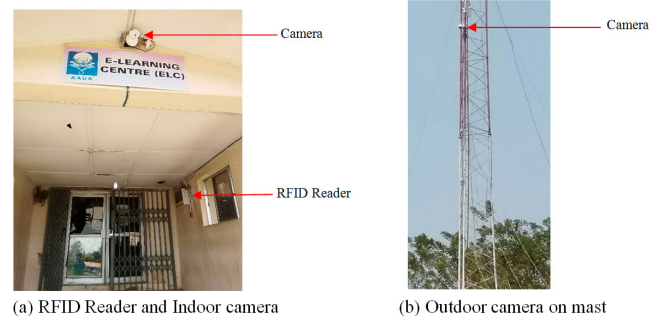 Camera
E-LEARNING
CENTRE (ELC)
AAUA
RFID Reader
Camera
(a) RFID Reader and Indoor camera
(b) Outdoor camera on mast